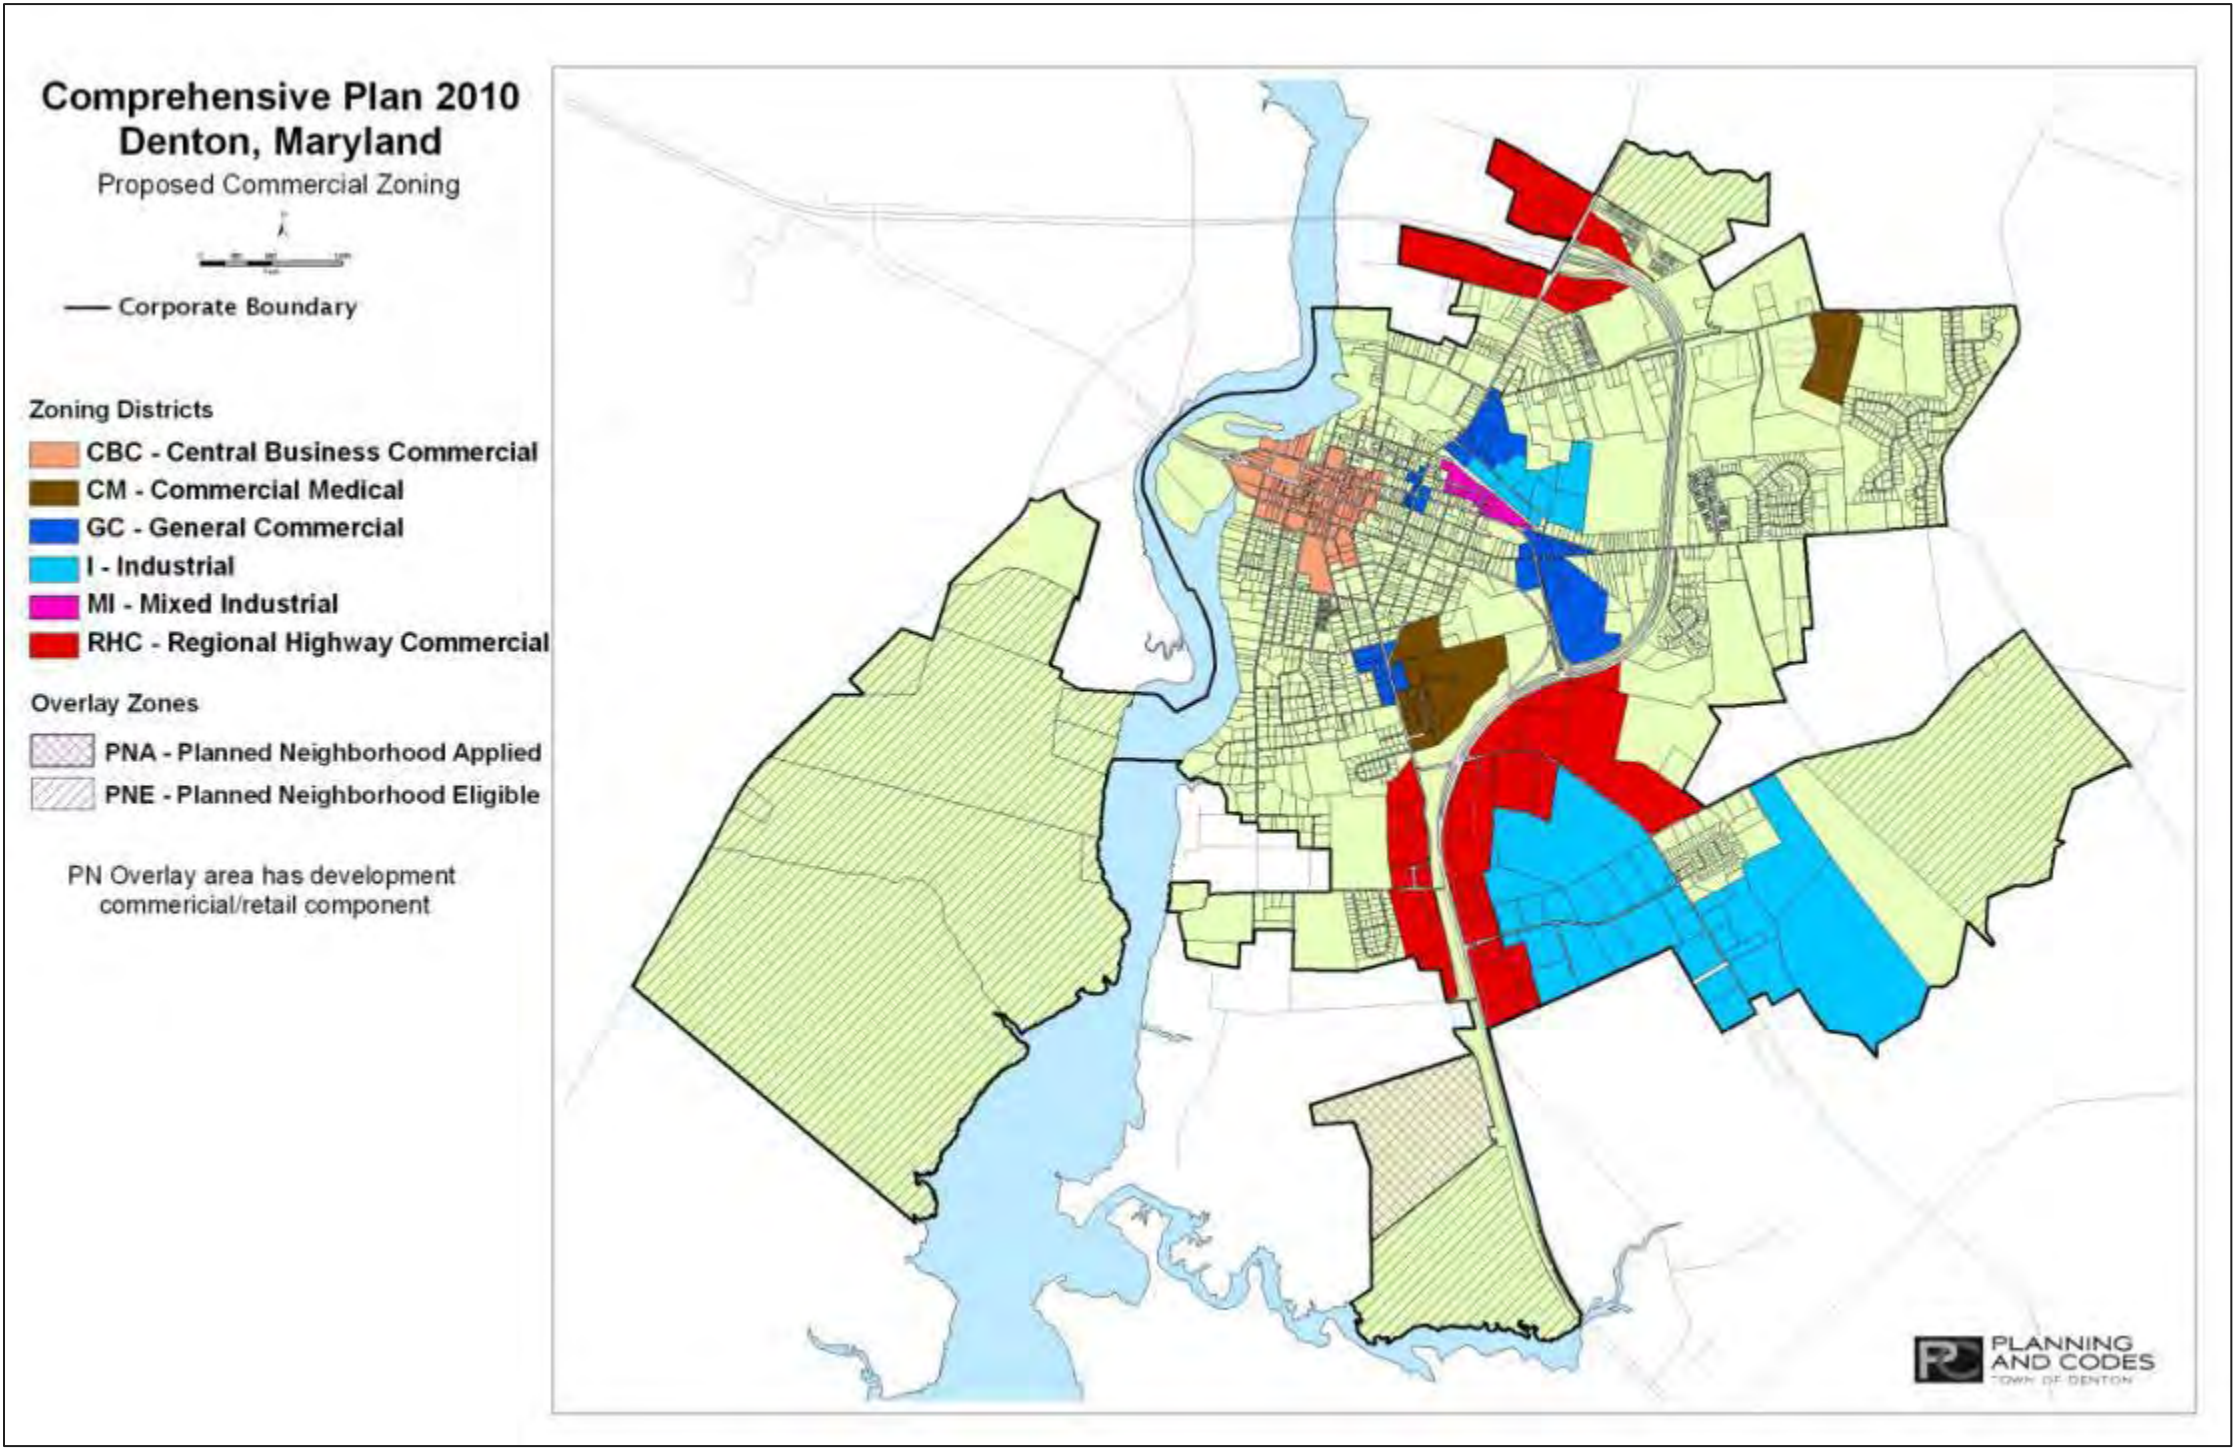 Comprehensive Plan 2010
Denton, Maryland
Proposed Commercial Zoning
Corporate Boundary
Zoning Districts
CBC - Central Business Commercial
CM - Commercial Medical
GC - General Commercial
I - Industrial
MI - Mixed Industrial
RHC - Regional Highway Commercial
Overlay Zones
PNA - Planned Neighborhood Applied
PNE - Planned Neighborhood Eligible
PN Overlay area has development
commericial/retail component
PC
PLANNING
AND CODES
TOWN OF DENTON